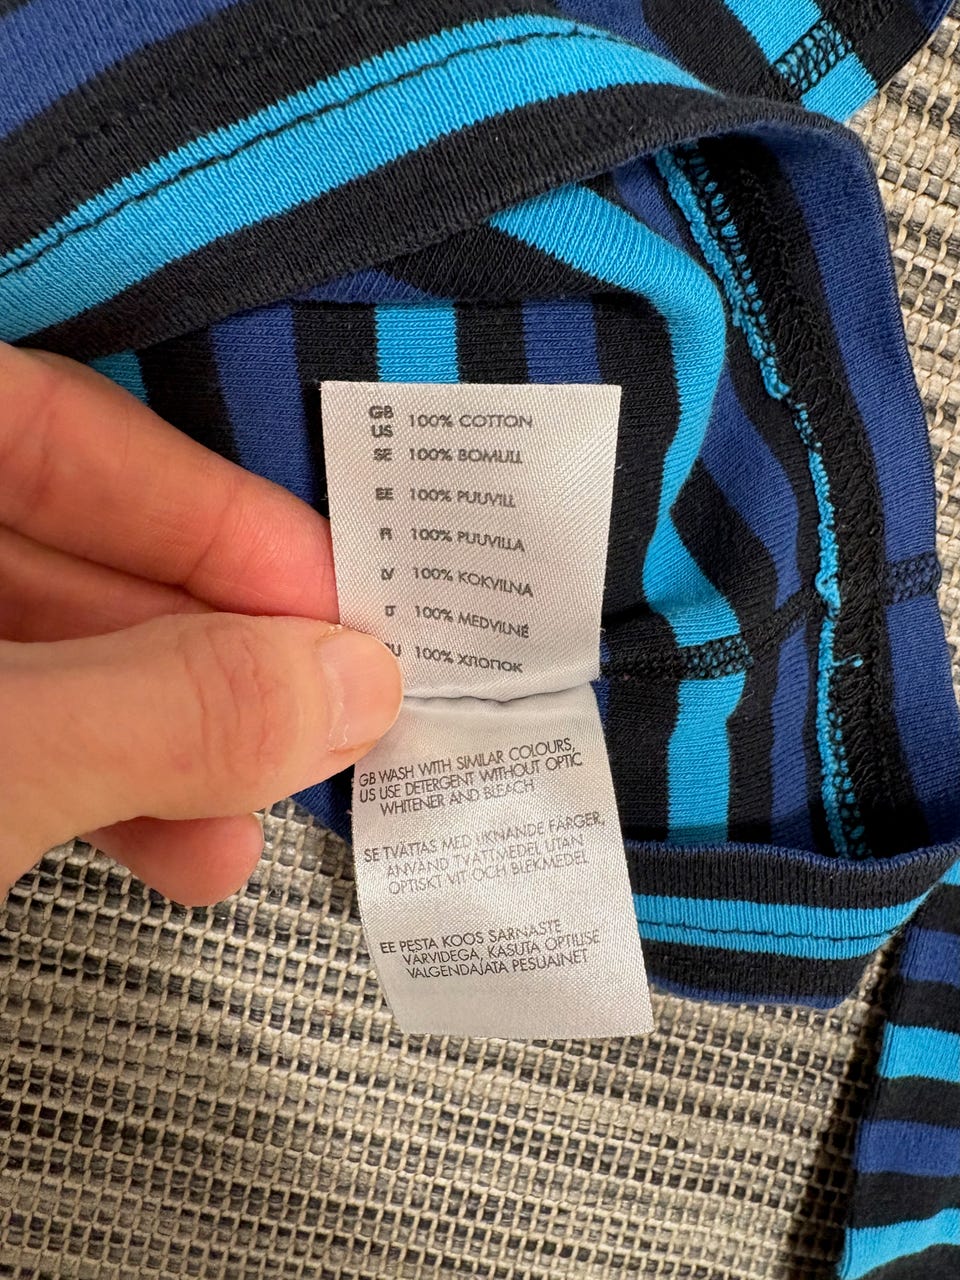 GB US 100% COTTON
SE 100% BOMULL
EE 100% PUUVILL
FI 100% PUUVILLA
LV 100% KOKVILNA
LT 100% MEDVILNĖ
RU 100% ХЛОПОК
GB WASH WITH SIMILAR COLOURS,
US USE DETERGENT WITHOUT OPTIC
WHITENER AND BLEACH
SE TVÄTTAS MED LIKNANDE FÄRGER,
ANVÄND TVÄTTMEDEL UTAN
OPTISKT VIT OCH BLEKMEDEL
EE PESTA KOOS SARNASTE
VÄRVIDEGA, KASUTA OPTILISE
VALGENDAJATA PESUAINET